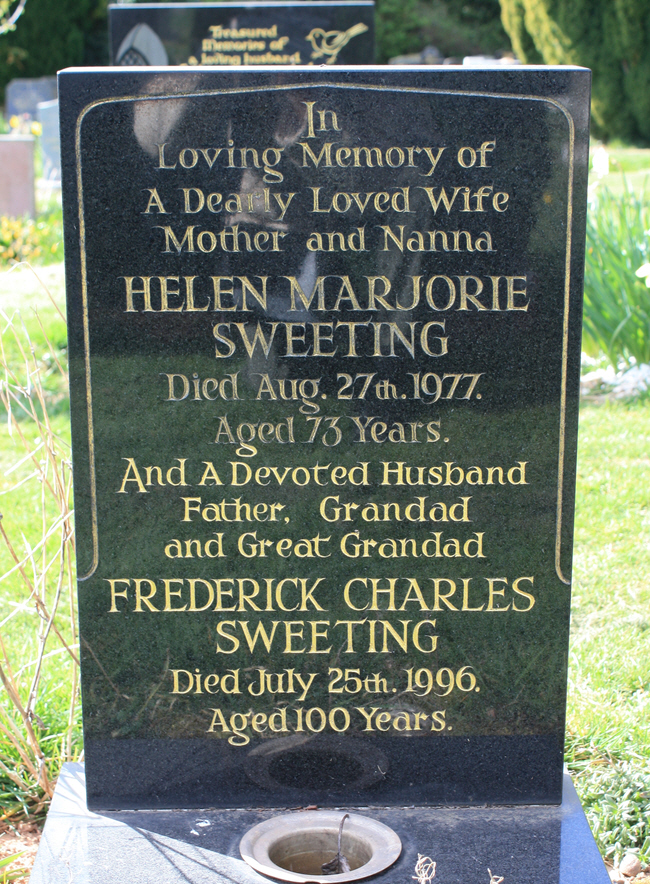 Treasured
Memories of
a loving husband
In
Loving Memory of
A Dearly Loved Wife
Mother and Nanna
HELEN MARJORIE
SWEETING
Died Aug. 27th. 1977.
Aged 73 Years.
And A Devoted Husband
Father, Grandad
and Great Grandad
FREDERICK CHARLES
SWEETING
Died July 25th. 1996.
Aged 100 Years.